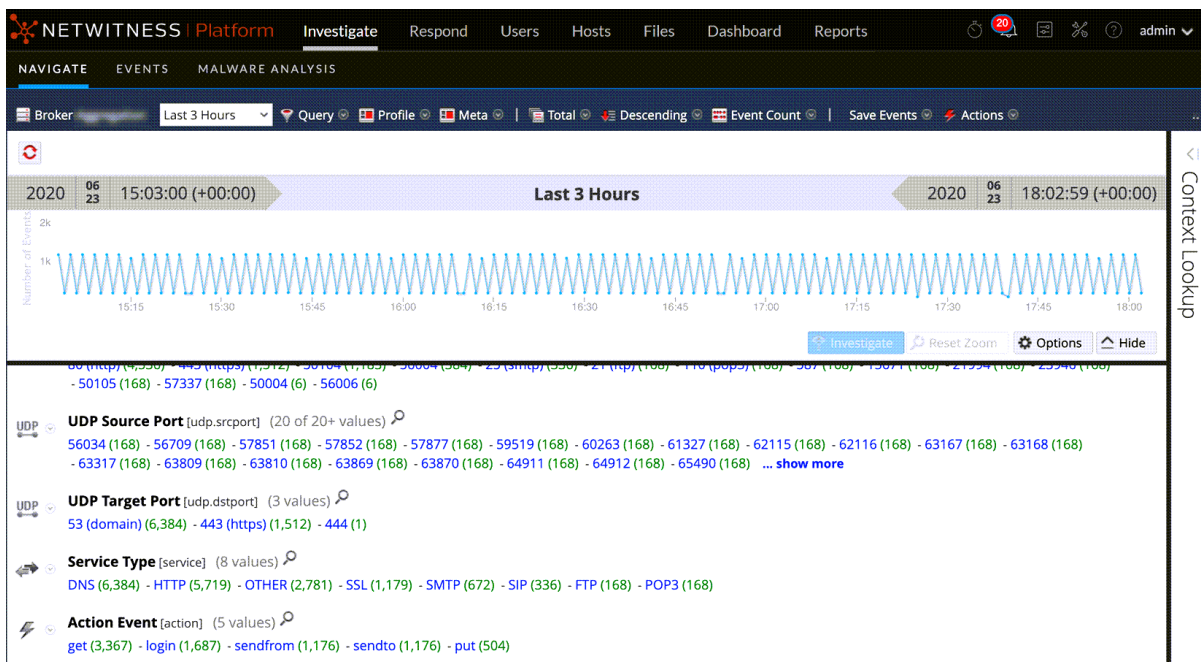 NETWITNESS | Platform Investigate Respond Users Hosts Files Dashboard Reports 20 admin
NAVIGATE EVENTS MALWARE ANALYSIS
Broker Last 3 Hours Query Profile Meta | Total Descending Event Count | Save Events Actions ..
2020 06 23 15:03:00 (+00:00) Last 3 Hours 2020 06 23 18:02:59 (+00:00)
Context Lookup
Number of Events
2k
1k
15:15 15:30 15:45 16:00 16:15 16:30 16:45 17:00 17:15 17:30 17:45 18:00
Investigate Reset Zoom Options Hide
- 50105 (168) - 57337 (168) - 50004 (6) - 56006 (6)
UDP UDP Source Port [udp.srcport] (20 of 20+ values)
56034 (168) - 56709 (168) - 57851 (168) - 57852 (168) - 57877 (168) - 59519 (168) - 60263 (168) - 61327 (168) - 62115 (168) - 62116 (168) - 63167 (168) - 63168 (168)
- 63317 (168) - 63809 (168) - 63810 (168) - 63869 (168) - 63870 (168) - 64911 (168) - 64912 (168) - 65490 (168) ... show more
UDP UDP Target Port [udp.dstport] (3 values)
53 (domain) (6,384) - 443 (https) (1,512) - 444 (1)
Service Type [service] (8 values)
DNS (6,384) - HTTP (5,719) - OTHER (2,781) - SSL (1,179) - SMTP (672) - SIP (336) - FTP (168) - POP3 (168)
Action Event [action] (5 values)
get (3,367) - login (1,687) - sendfrom (1,176) - sendto (1,176) - put (504)